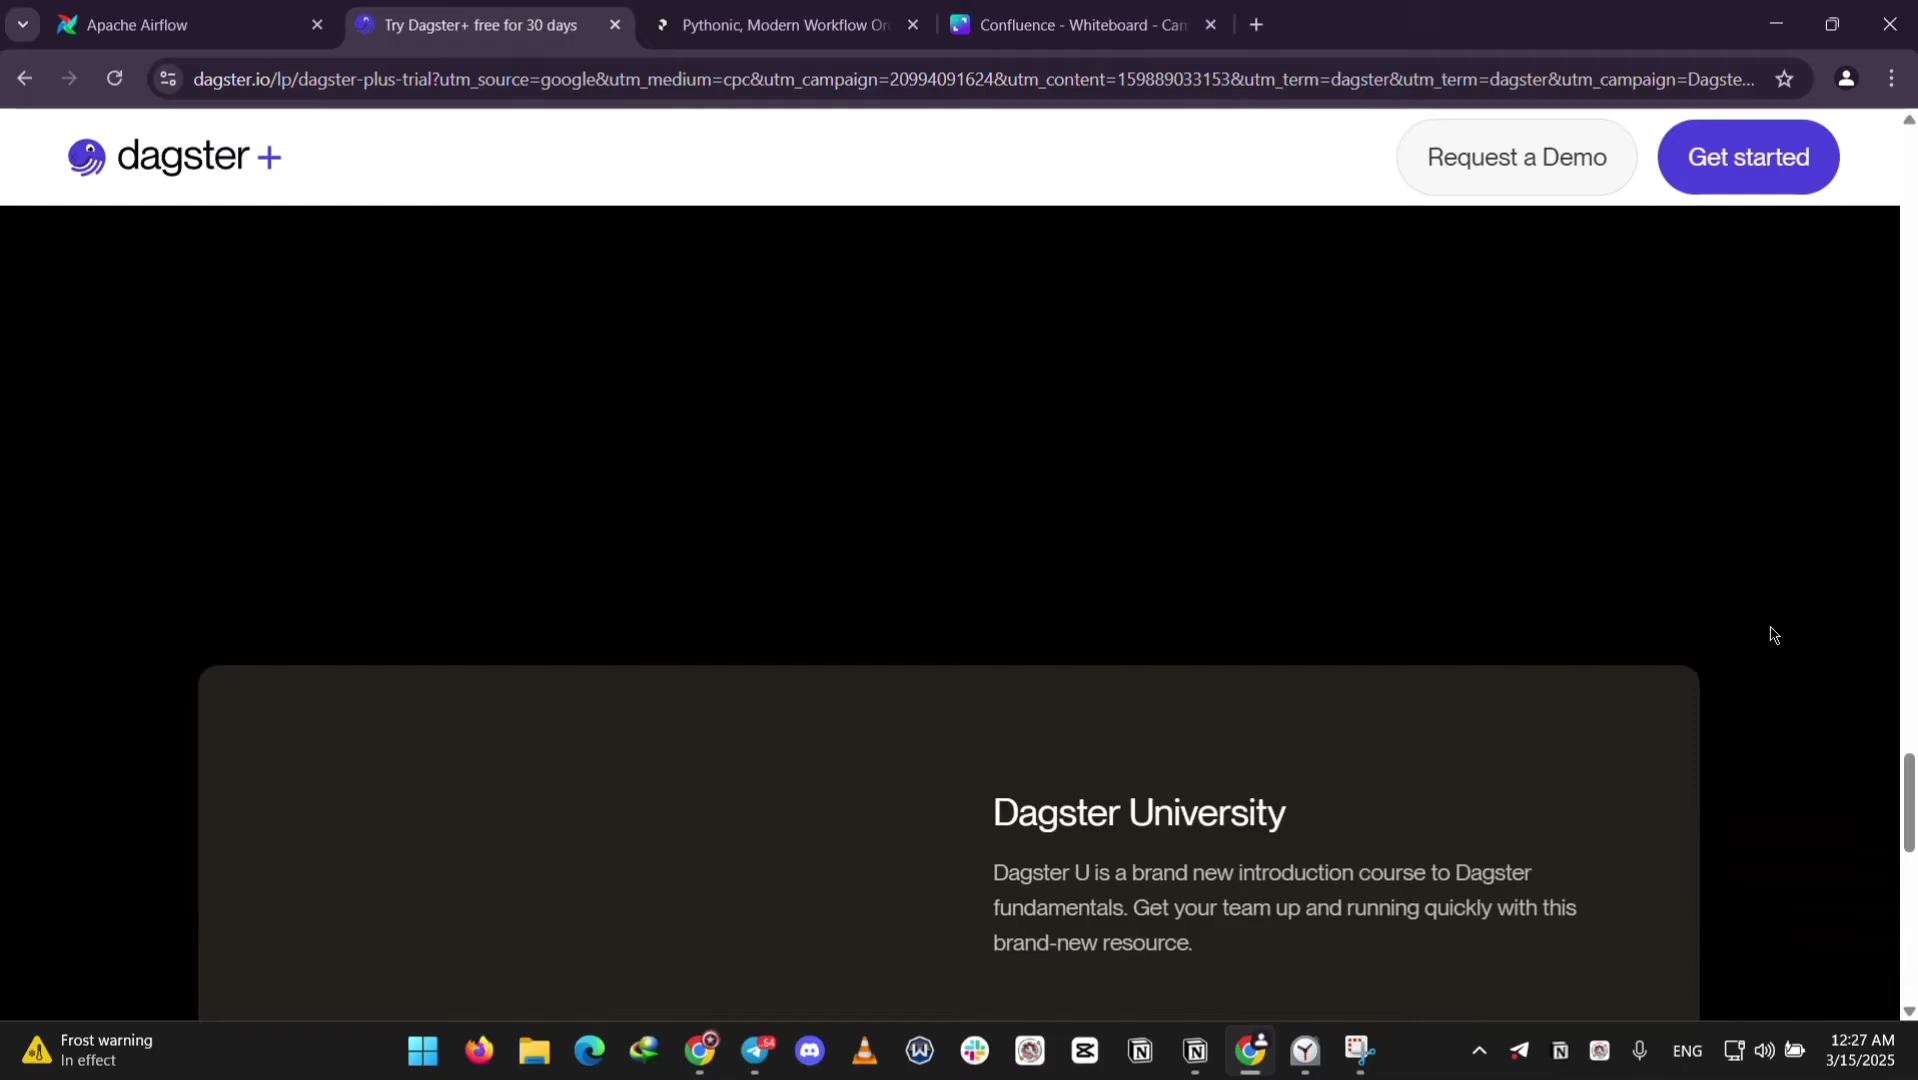 Apache Airflow
Try Dagster+ free for 30 days
Pythonic, Modern Workflow Or
Confluence - Whiteboard - Can
dagster.io/lp/dagster-plus-trial?utm_source=google&utm_medium=cpc&utm_campaign=20994091624&utm_content=159889033153&utm_term=dagster&utm_term=dagster&utm_campaign=Dagste...
dagster +
Request a Demo
Get started
Dagster University
Dagster U is a brand new introduction course to Dagster
fundamentals. Get your team up and running quickly with this
brand-new resource.
Frost warning
In effect
64
ENG
12:27 AM
3/15/2025